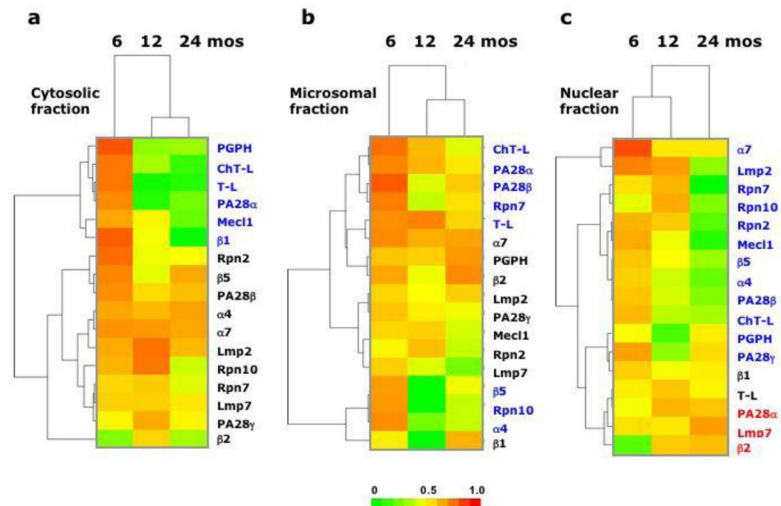 a
6 12 24 mos
Cytosolic
fraction
PGPH
ChT-L
T-L
PA28α
Mecl1
β1
Rpn2
β5
PA28β
α4
α7
Lmp2
Rpn10
Rpn7
Lmp7
PA28γ
β2
b
6 12 24 mos
Microsomal
fraction
ChT-L
PA28α
PA28β
Rpn7
T-L
α7
PGPH
β2
Lmp2
PA28γ
Mecl1
Rpn2
Lmp7
β5
Rpn10
α4
β1
c
6 12 24 mos
Nuclear
fraction
α7
Lmp2
Rpn7
Rpn10
Rpn2
Mecl1
β5
α4
PA28β
ChT-L
PGPH
PA28γ
β1
T-L
PA28α
Lmp7
β2
0 0.5 1.0